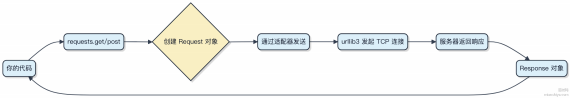 你的代码
requests.get/post
创建 Request 对象
通过适配器发送
urllib3 发起 TCP 连接
服务器返回响应
Response 对象